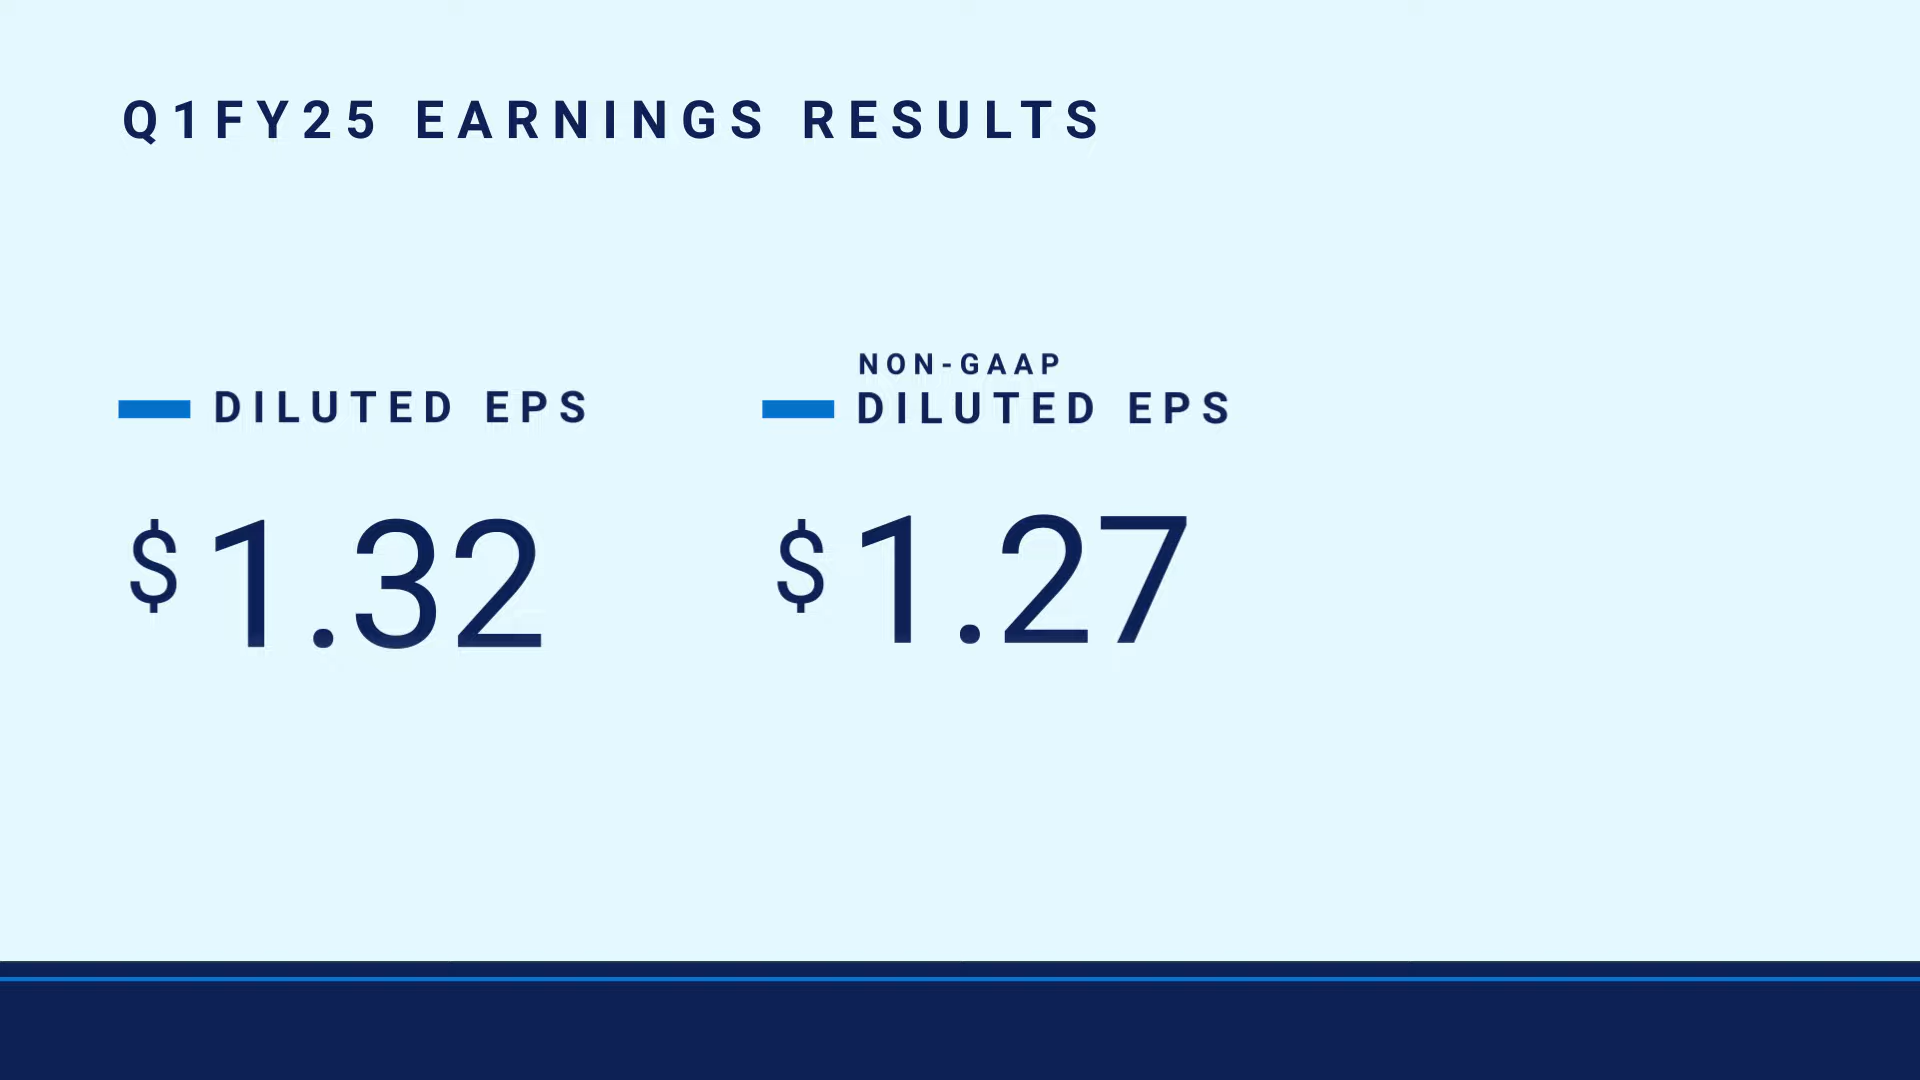 Q1FY25 EARNINGS RESULTS
DILUTED EPS
$1.32
NON-GAAP
DILUTED EPS
$1.27